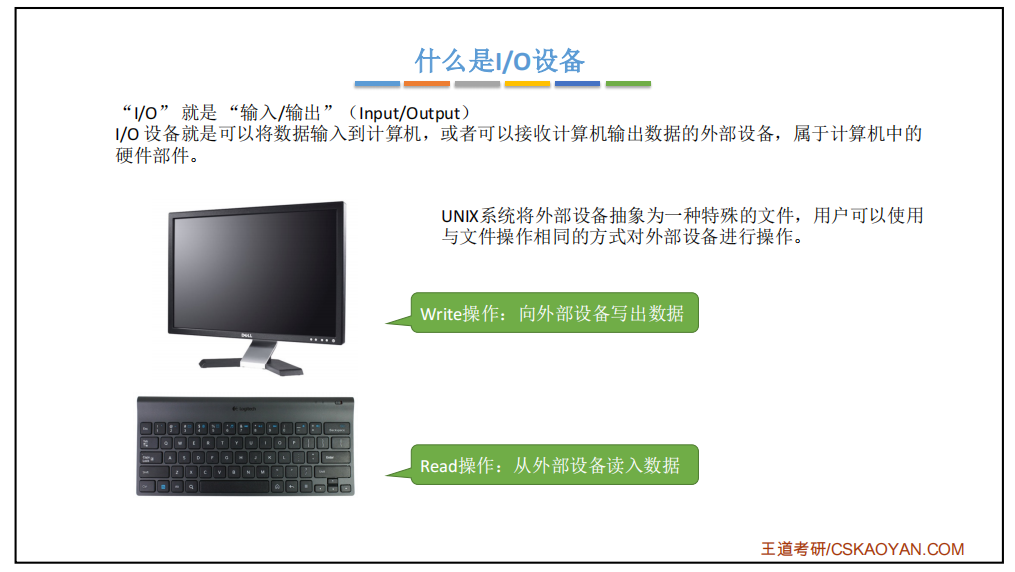 什么是I/O设备
“I/O” 就是 “输入/输出”（Input/Output）
I/O 设备就是可以将数据输入到计算机，或者可以接收计算机输出数据的外部设备，属于计算机中的
硬件部件。
UNIX系统将外部设备抽象为一种特殊的文件，用户可以使用
与文件操作相同的方式对外部设备进行操作。
DELL
Write操作：向外部设备写出数据
Logitech
Read操作：从外部设备读入数据
王道考研/CSKAOYAN.COM